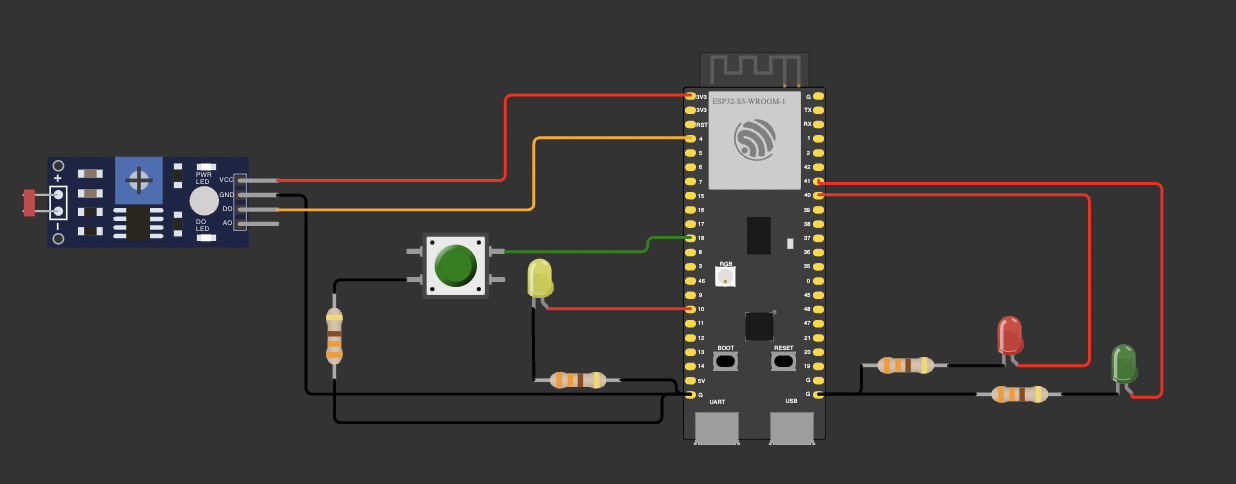 +
PWR
LED
VCC
GND
DO
AO
DO
LED
-
ESP32-S3-WROOM-1
3V3
3V3
RST
4
5
6
7
15
16
17
18
8
3
46
9
10
11
12
13
14
5V
G
G
TX
RX
1
2
42
41
40
39
38
37
36
35
0
45
48
47
21
20
19
G
G
RGB
BOOT
RESET
UART
USB